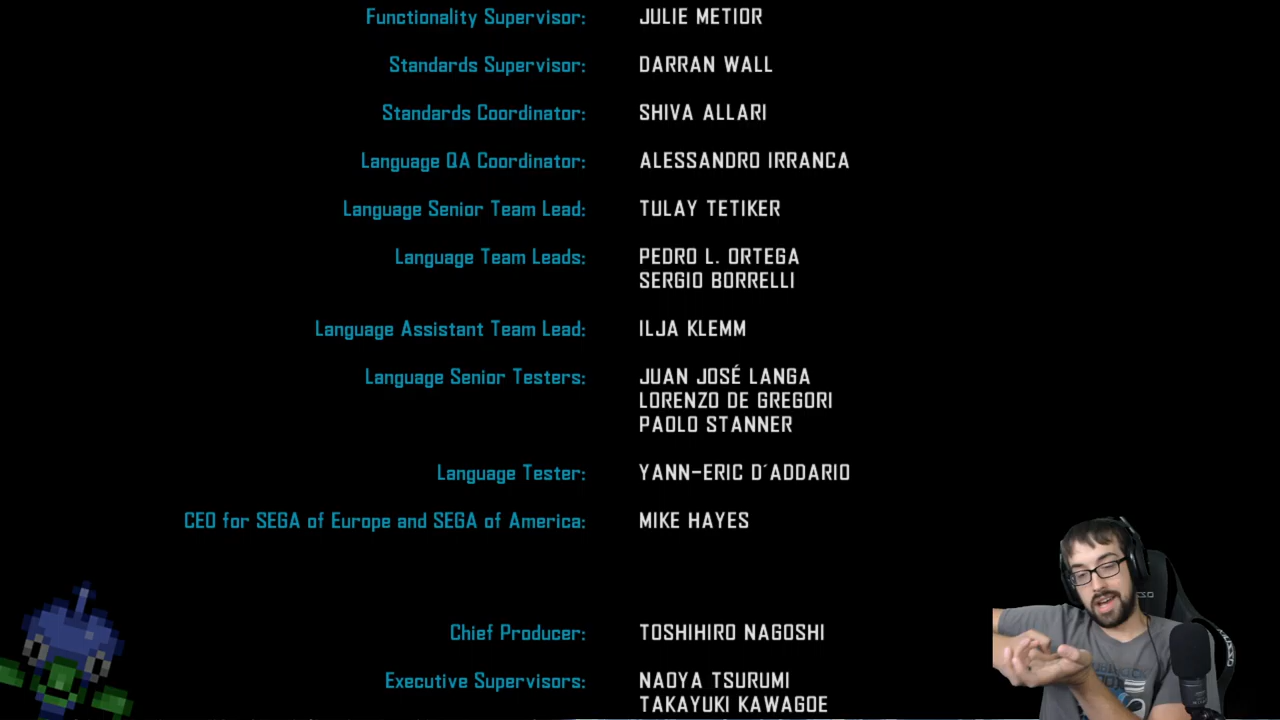 Functionality Supervisor: JULIE METIOR
Standards Supervisor: DARRAN WALL
Standards Coordinator: SHIVA ALLARI
Language QA Coordinator: ALESSANDRO IRRANCA
Language Senior Team Lead: TULAY TETIKER
Language Team Leads: PEDRO L. ORTEGA
SERGIO BORRELLI
Language Assistant Team Lead: ILJA KLEMM
Language Senior Testers: JUAN JOSÉ LANGA
LORENZO DE GREGORI
PAOLO STANNER
Language Tester: YANN-ERIC D´ADDARIO
CEO for SEGA of Europe and SEGA of America: MIKE HAYES
Chief Producer: TOSHIHIRO NAGOSHI
Executive Supervisors: NAOYA TSURUMI
TAKAYUKI KAWAGOE